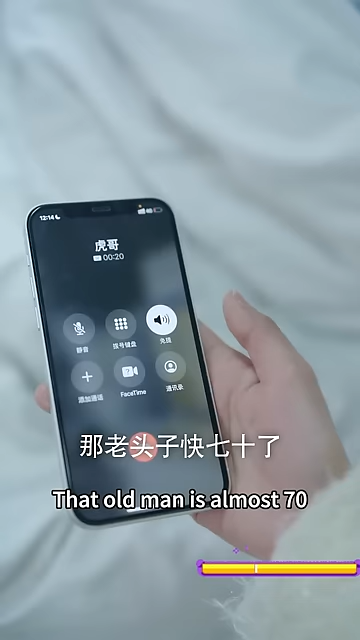 12:14
虎哥
00:20
静音
拨号键盘
免提
添加通话
FaceTime
通讯录
那老头子快七十了
That old man is almost 70